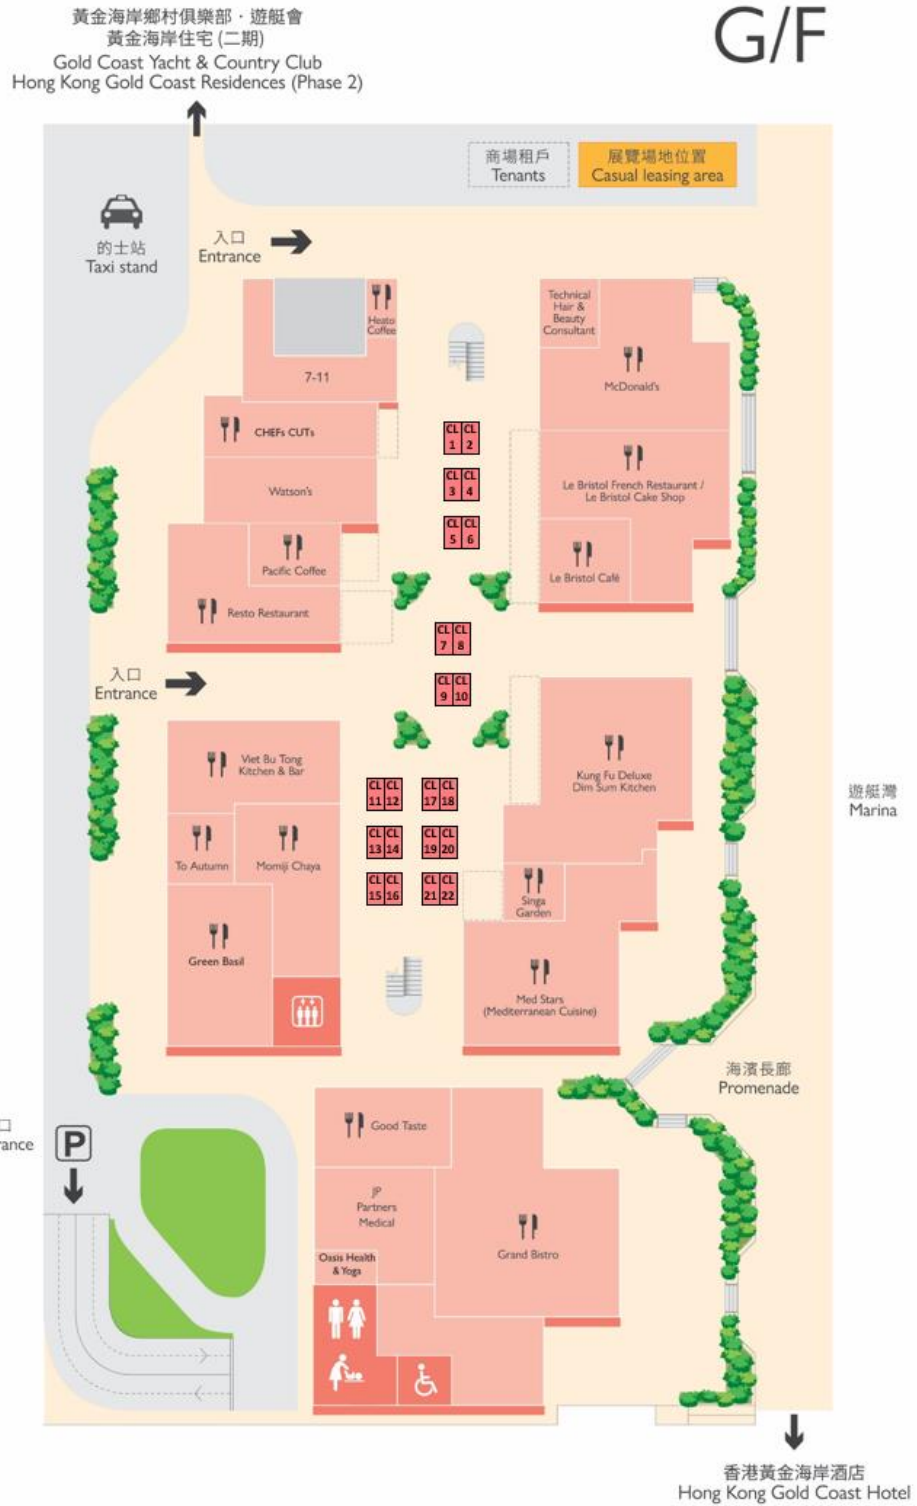 黃金海岸鄉村俱樂部．遊艇會
黃金海岸住宅 (二期)
Gold Coast Yacht & Country Club
Hong Kong Gold Coast Residences (Phase 2)
G/F
商場租戶
Tenants
展覽場地位置
Casual leasing area
的士站
Taxi stand
入口
Entrance
Heato
Coffee
7-11
Technical
Hair &
Beauty
Consultant
McDonald's
CHEFs CUTs
CL CL
1 2
Le Bristol French Restaurant /
Le Bristol Cake Shop
Watson's
CL CL
3 4
CL CL
5 6
Pacific Coffee
Le Bristol Café
Resto Restaurant
CL CL
7 8
入口
Entrance
CL CL
9 10
Viet Bu Tong
Kitchen & Bar
Kung Fu Deluxe
Dim Sum Kitchen
CL CL
11 12
CL CL
17 18
遊艇灣
Marina
To Autumn
Momiji Chaya
CL CL
13 14
CL CL
19 20
CL CL
15 16
CL CL
21 22
Singa
Garden
Green Basil
Med Stars
(Mediterranean Cuisine)
海濱長廊
Promenade
口
rance
P
Good Taste
JP
Partners
Medical
Grand Bistro
Oasis Health
& Yoga
香港黃金海岸酒店
Hong Kong Gold Coast Hotel